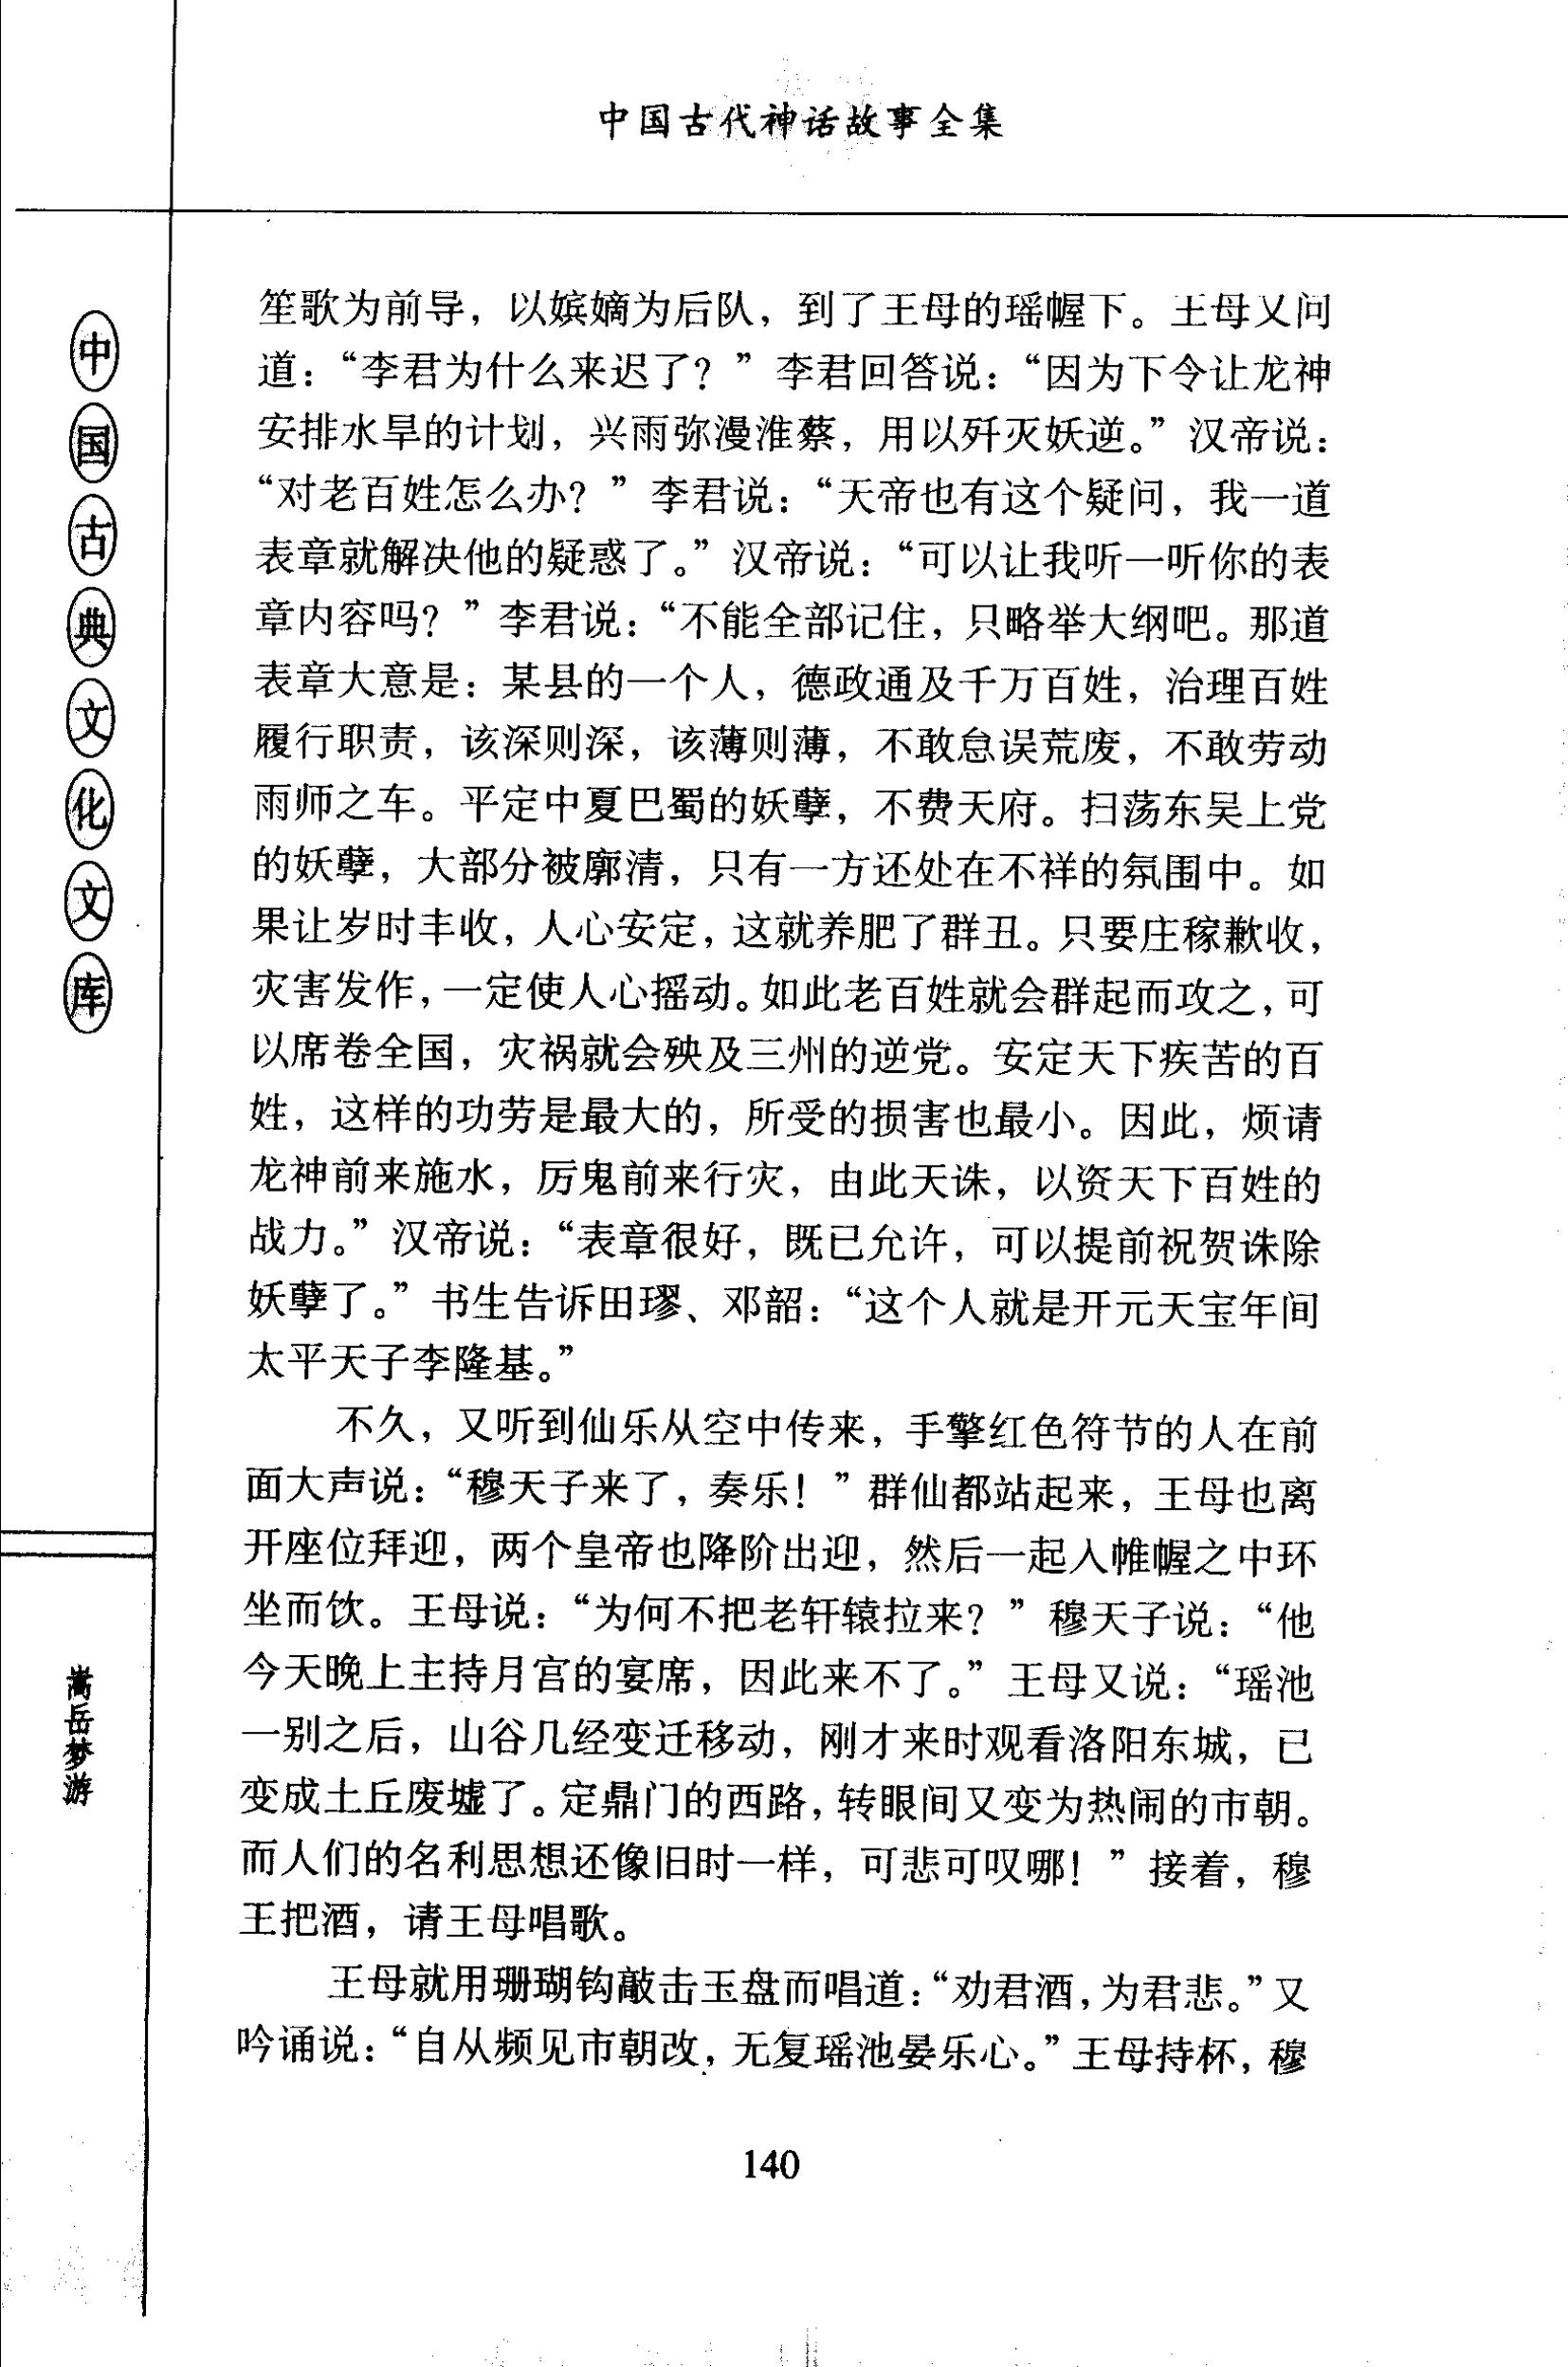 中国古代神话故事全集
中国古典文化文库
嵩岳梦游
笙歌为前导，以嫔嫡为后队，到了王母的瑶幄下。王母又问
道：“李君为什么来迟了？”李君回答说：“因为下令让龙神
安排水旱的计划，兴雨弥漫淮蔡，用以歼灭妖逆。”汉帝说：
“对老百姓怎么办？”李君说：“天帝也有这个疑问，我一道
表章就解决他的疑惑了。”汉帝说：“可以让我听一听你的表
章内容吗？”李君说：“不能全部记住，只略举大纲吧。那道
表章大意是：某县的一个人，德政通及千万百姓，治理百姓
履行职责，该深则深，该薄则薄，不敢怠误荒废，不敢劳动
雨师之车。平定中夏巴蜀的妖孽，不费天府。扫荡东吴上党
的妖孽，大部分被廓清，只有一方还处在不祥的氛围中。如
果让岁时丰收，人心安定，这就养肥了群丑。只要庄稼歉收，
灾害发作，一定使人心摇动。如此老百姓就会群起而攻之，可
以席卷全国，灾祸就会殃及三州的逆党。安定天下疾苦的百
姓，这样的功劳是最大的，所受的损害也最小。因此，烦请
龙神前来施水，厉鬼前来行灾，由此天诛，以资天下百姓的
战力。”汉帝说：“表章很好，既已允许，可以提前祝贺诛除
妖孽了。”书生告诉田璆、邓韶：“这个人就是开元天宝年间
太平天子李隆基。”
不久，又听到仙乐从空中传来，手擎红色符节的人在前
面大声说：“穆天子来了，奏乐！”群仙都站起来，王母也离
开座位拜迎，两个皇帝也降阶出迎，然后一起入帷幄之中环
坐而饮。王母说：“为何不把老轩辕拉来？”穆天子说：“他
今天晚上主持月宫的宴席，因此来不了。”王母又说：“瑶池
一别之后，山谷几经变迁移动，刚才来时观看洛阳东城，已
变成土丘废墟了。定鼎门的西路，转眼间又变为热闹的市朝。
而人们的名利思想还像旧时一样，可悲可叹哪！”接着，穆
王把酒，请王母唱歌。
王母就用珊瑚钩敲击玉盘而唱道：“劝君酒，为君悲。”又
吟诵说：“自从频见市朝改，无复瑶池晏乐心。”王母持杯，穆
140